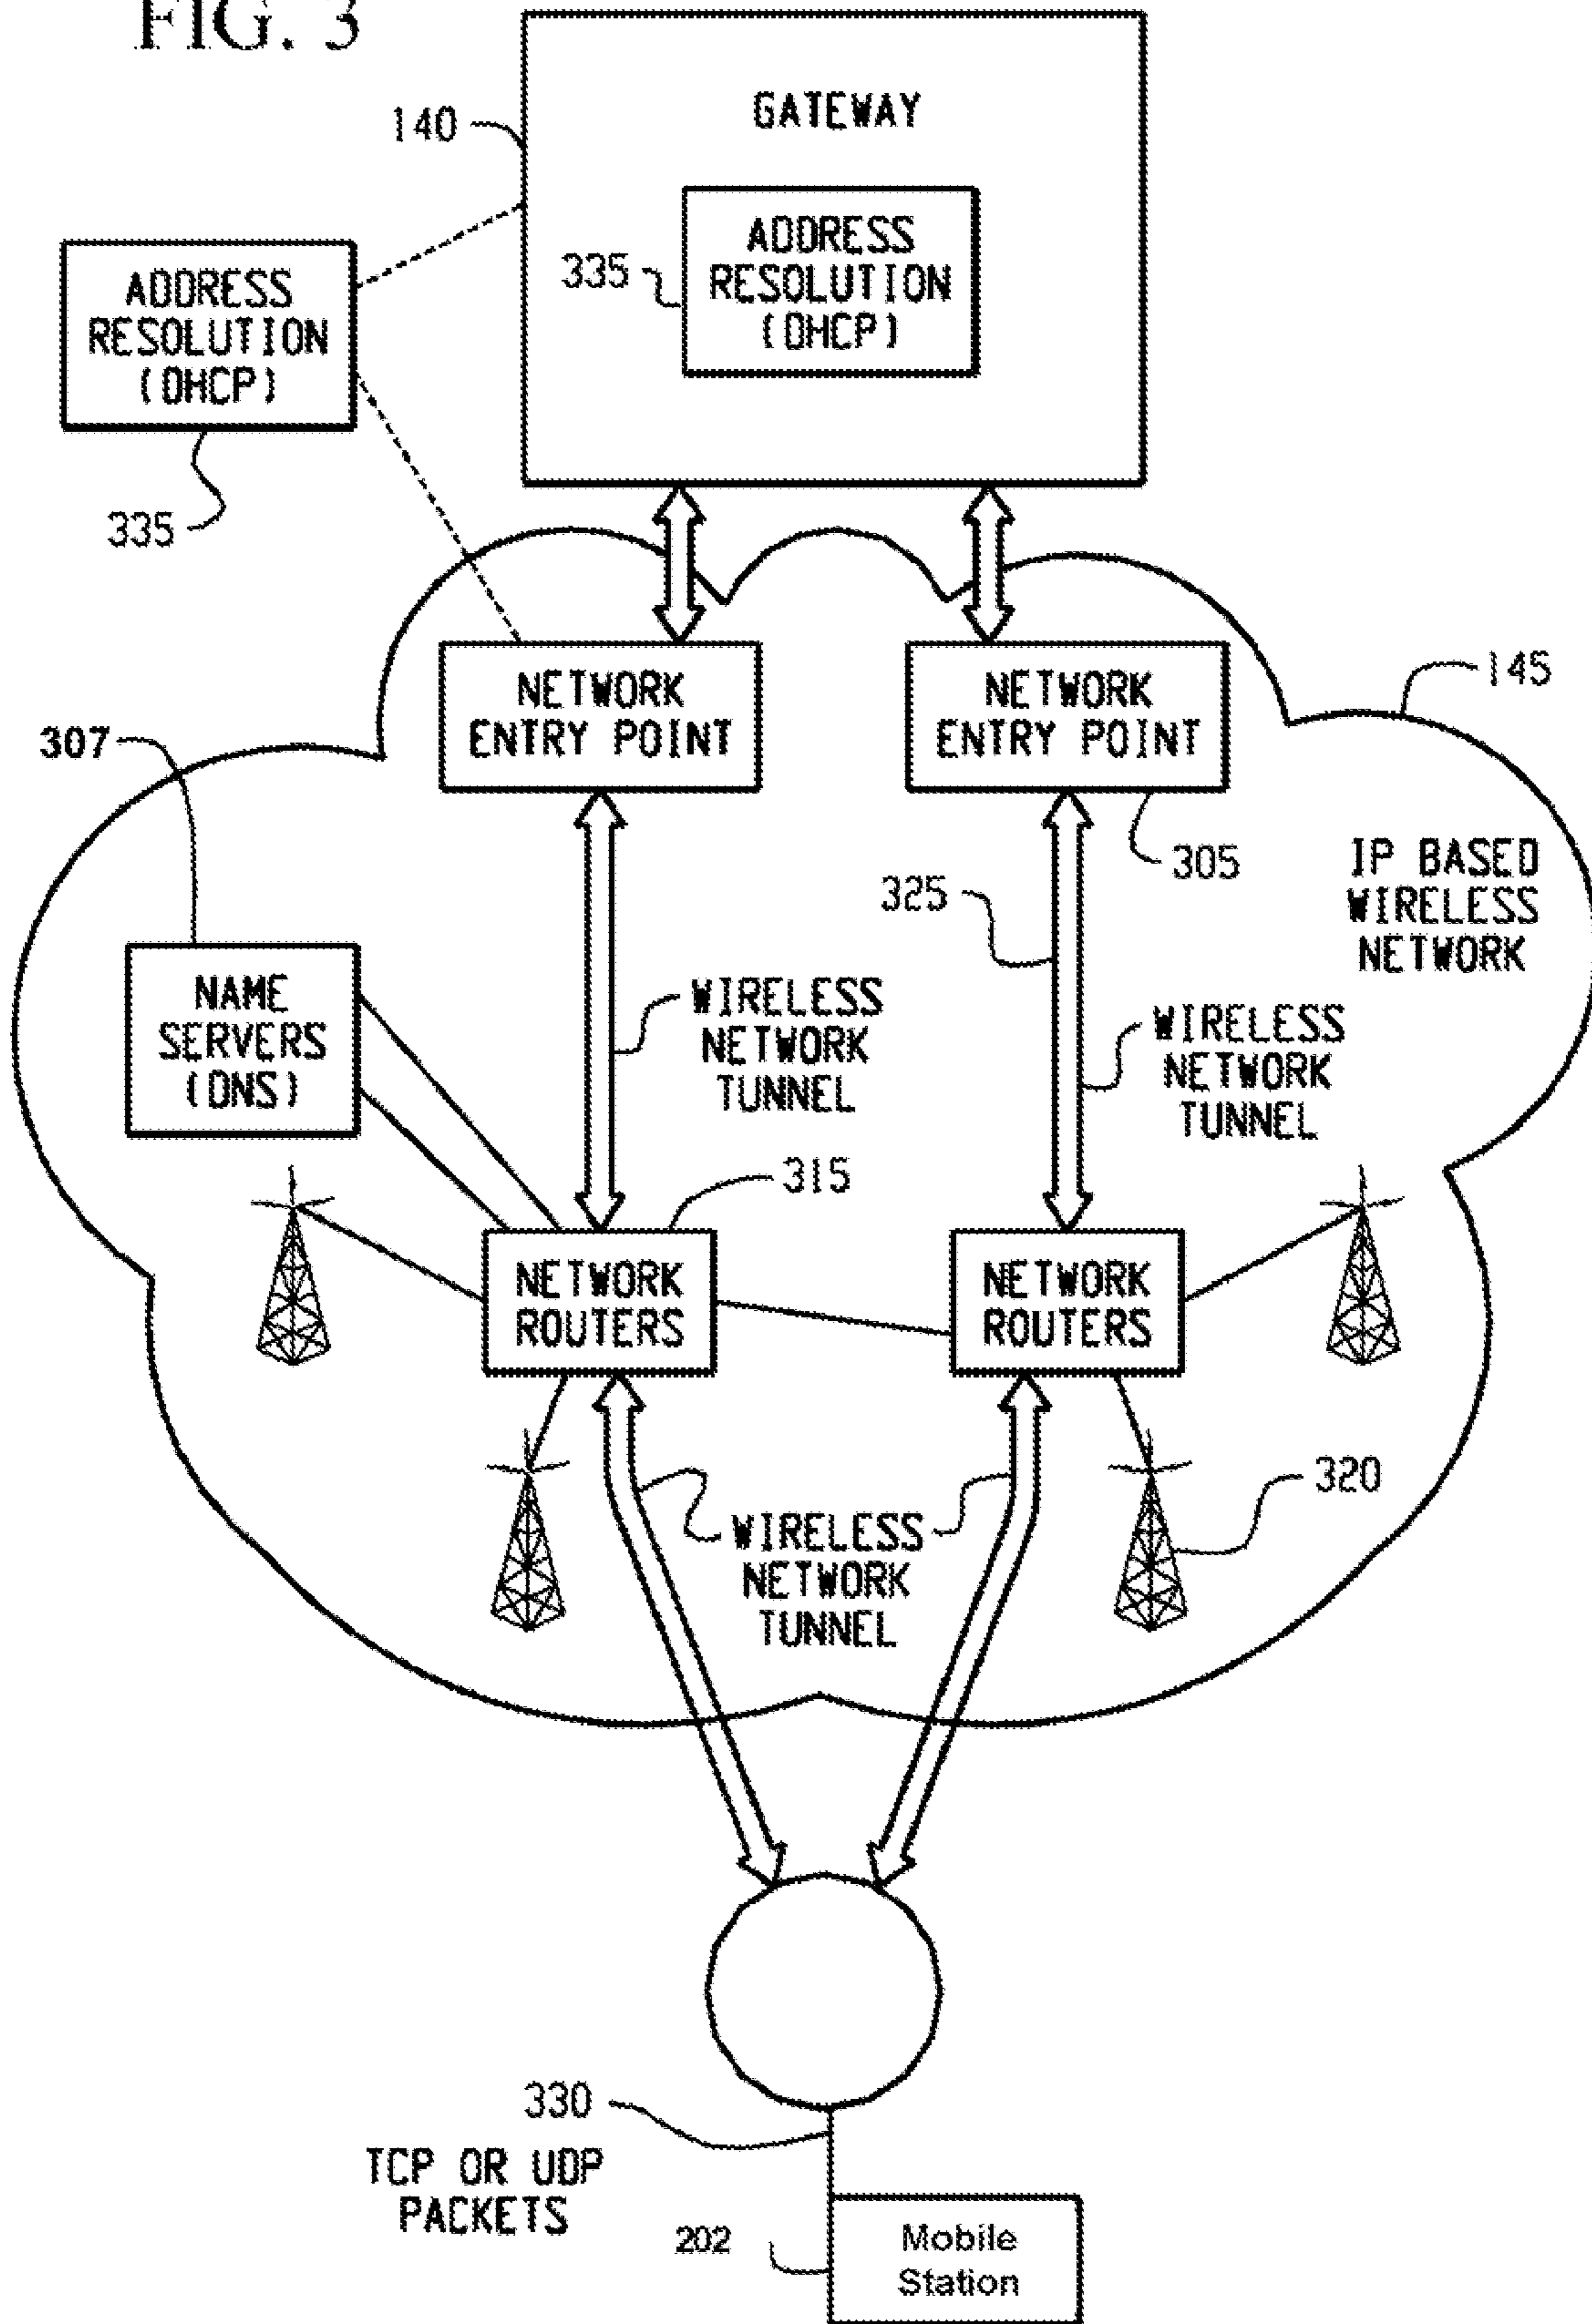 FIG. 3
GATEWAY
140
ADDRESS
RESOLUTION
(DHCP)
335
ADDRESS
RESOLUTION
(DHCP)
335
NETWORK
ENTRY POINT
NETWORK
ENTRY POINT
145
307
305
325
IP BASED
WIRELESS
NETWORK
NAME
SERVERS
(DNS)
WIRELESS
NETWORK
TUNNEL
WIRELESS
NETWORK
TUNNEL
315
NETWORK
ROUTERS
NETWORK
ROUTERS
320
WIRELESS
NETWORK
TUNNEL
330
TCP OR UDP
PACKETS
202
Mobile
Station